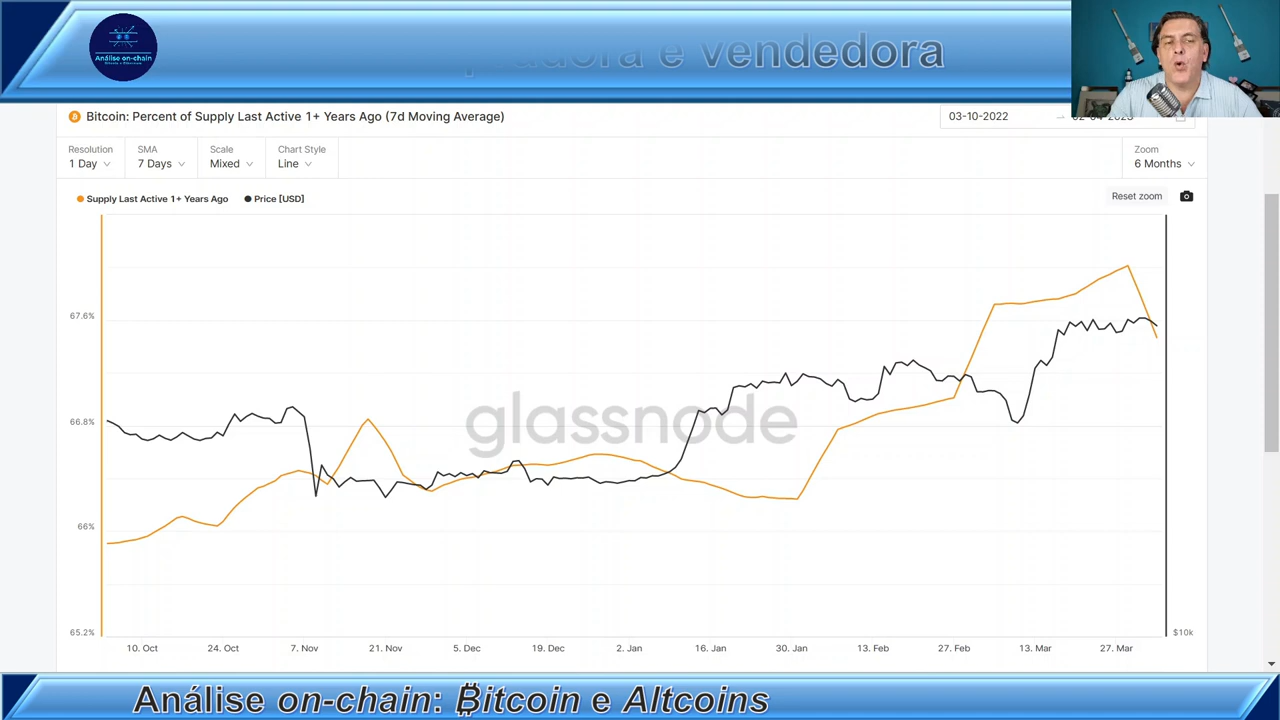 e vendedora
Análise on-chain
Bitcoin: Percent of Supply Last Active 1+ Years Ago (7d Moving Average)
03-10-2022
Resolution
1 Day
SMA
7 Days
Scale
Mixed
Chart Style
Line
Zoom
6 Months
Supply Last Active 1+ Years Ago
Price [USD]
Reset zoom
67.6%
66.8%
66%
65.2%
$10k
glassnode
10. Oct 24. Oct 7. Nov 21. Nov 5. Dec 19. Dec 2. Jan 16. Jan 30. Jan 13. Feb 27. Feb 13. Mar 27. Mar
Análise on-chain: ₿itcoin e Altcoins